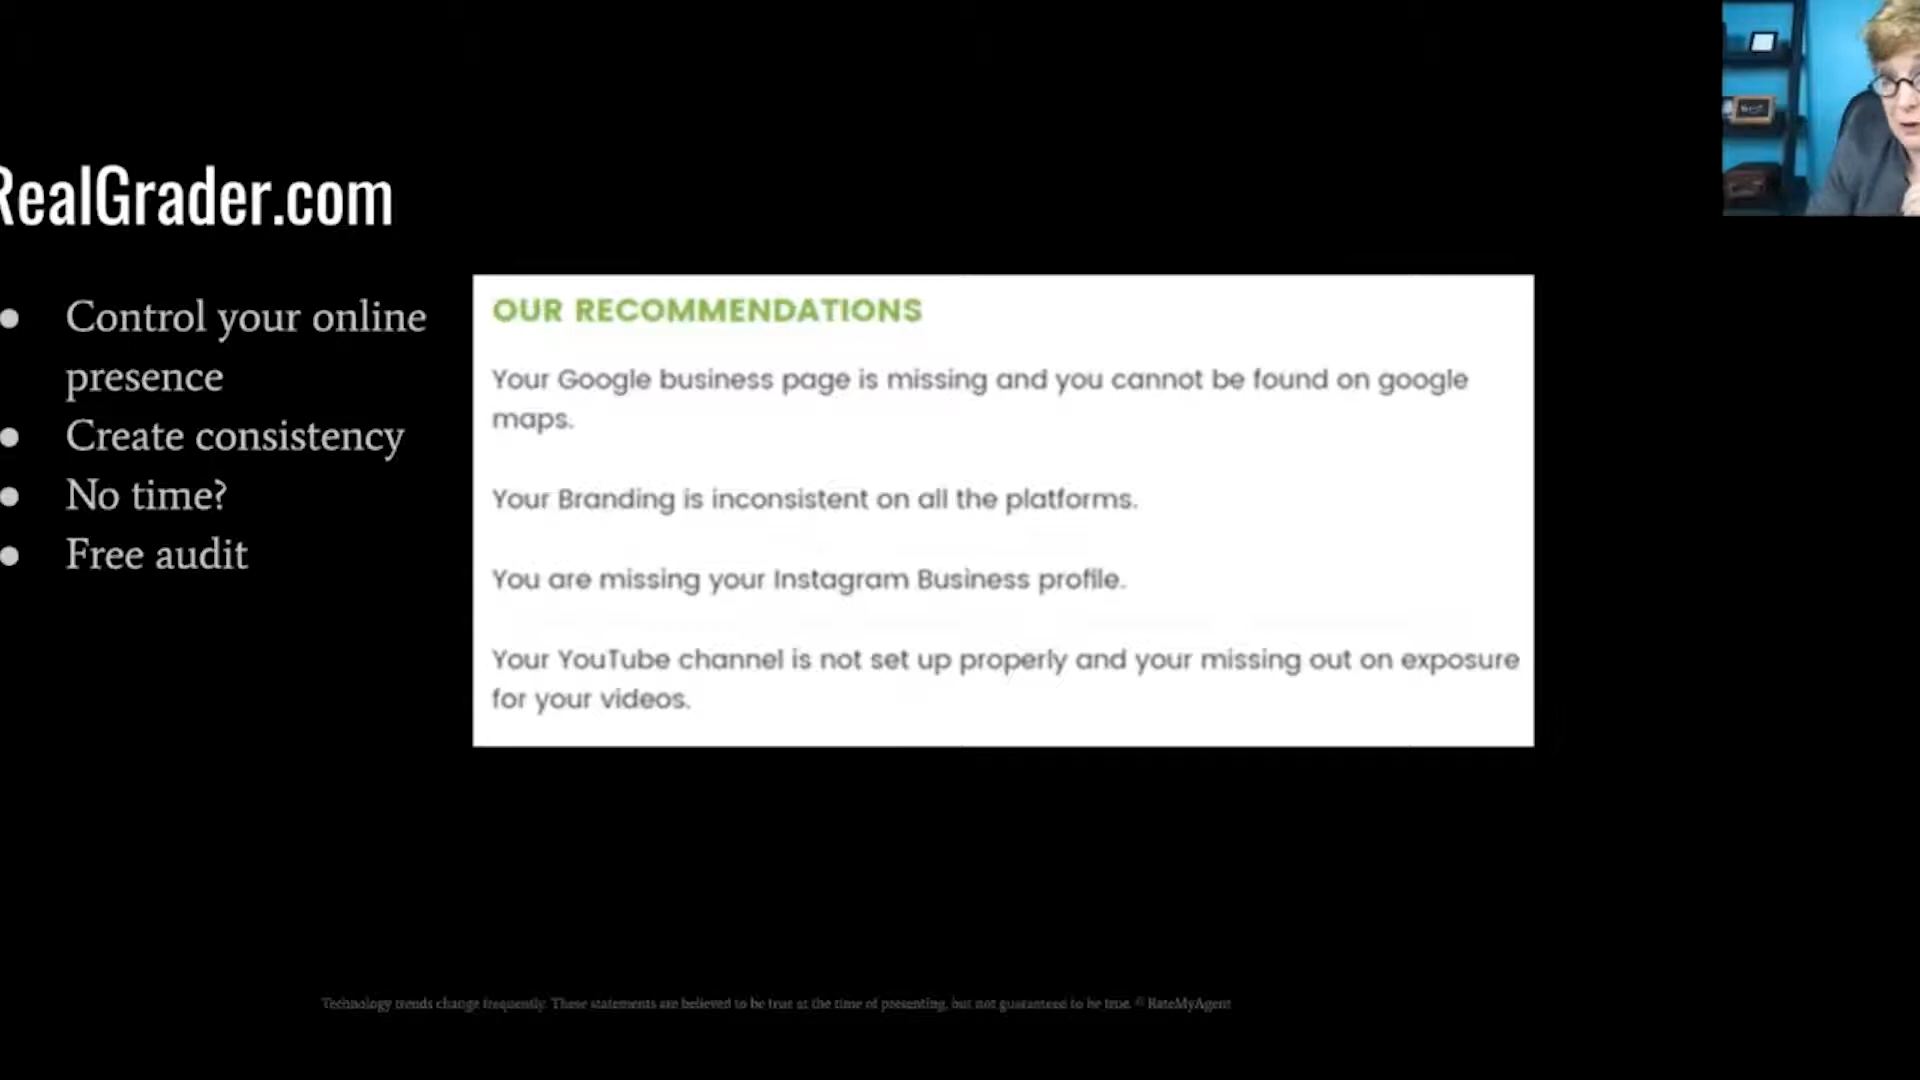 RealGrader.com
Control your online
presence
Create consistency
No time?
Free audit
OUR RECOMMENDATIONS
Your Google business page is missing and you cannot be found on google
maps.
Your Branding is inconsistent on all the platforms.
You are missing your Instagram Business profile.
Your YouTube channel is not set up properly and your missing out on exposure
for your videos.
Technology trends change frequently. These statements are believed to be true at the time of presenting, but not guaranteed to be true. © RateMyAgent